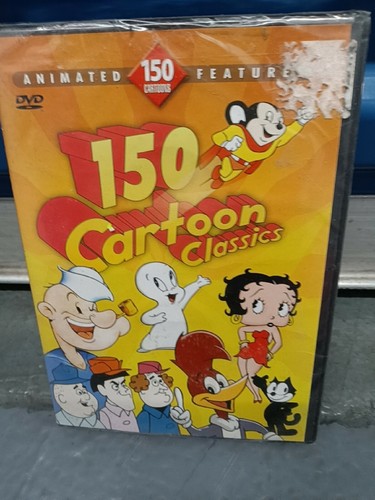 ANIMATED 150 FEATURE
CARTOONS
DVD
150
Cartoon
Classics